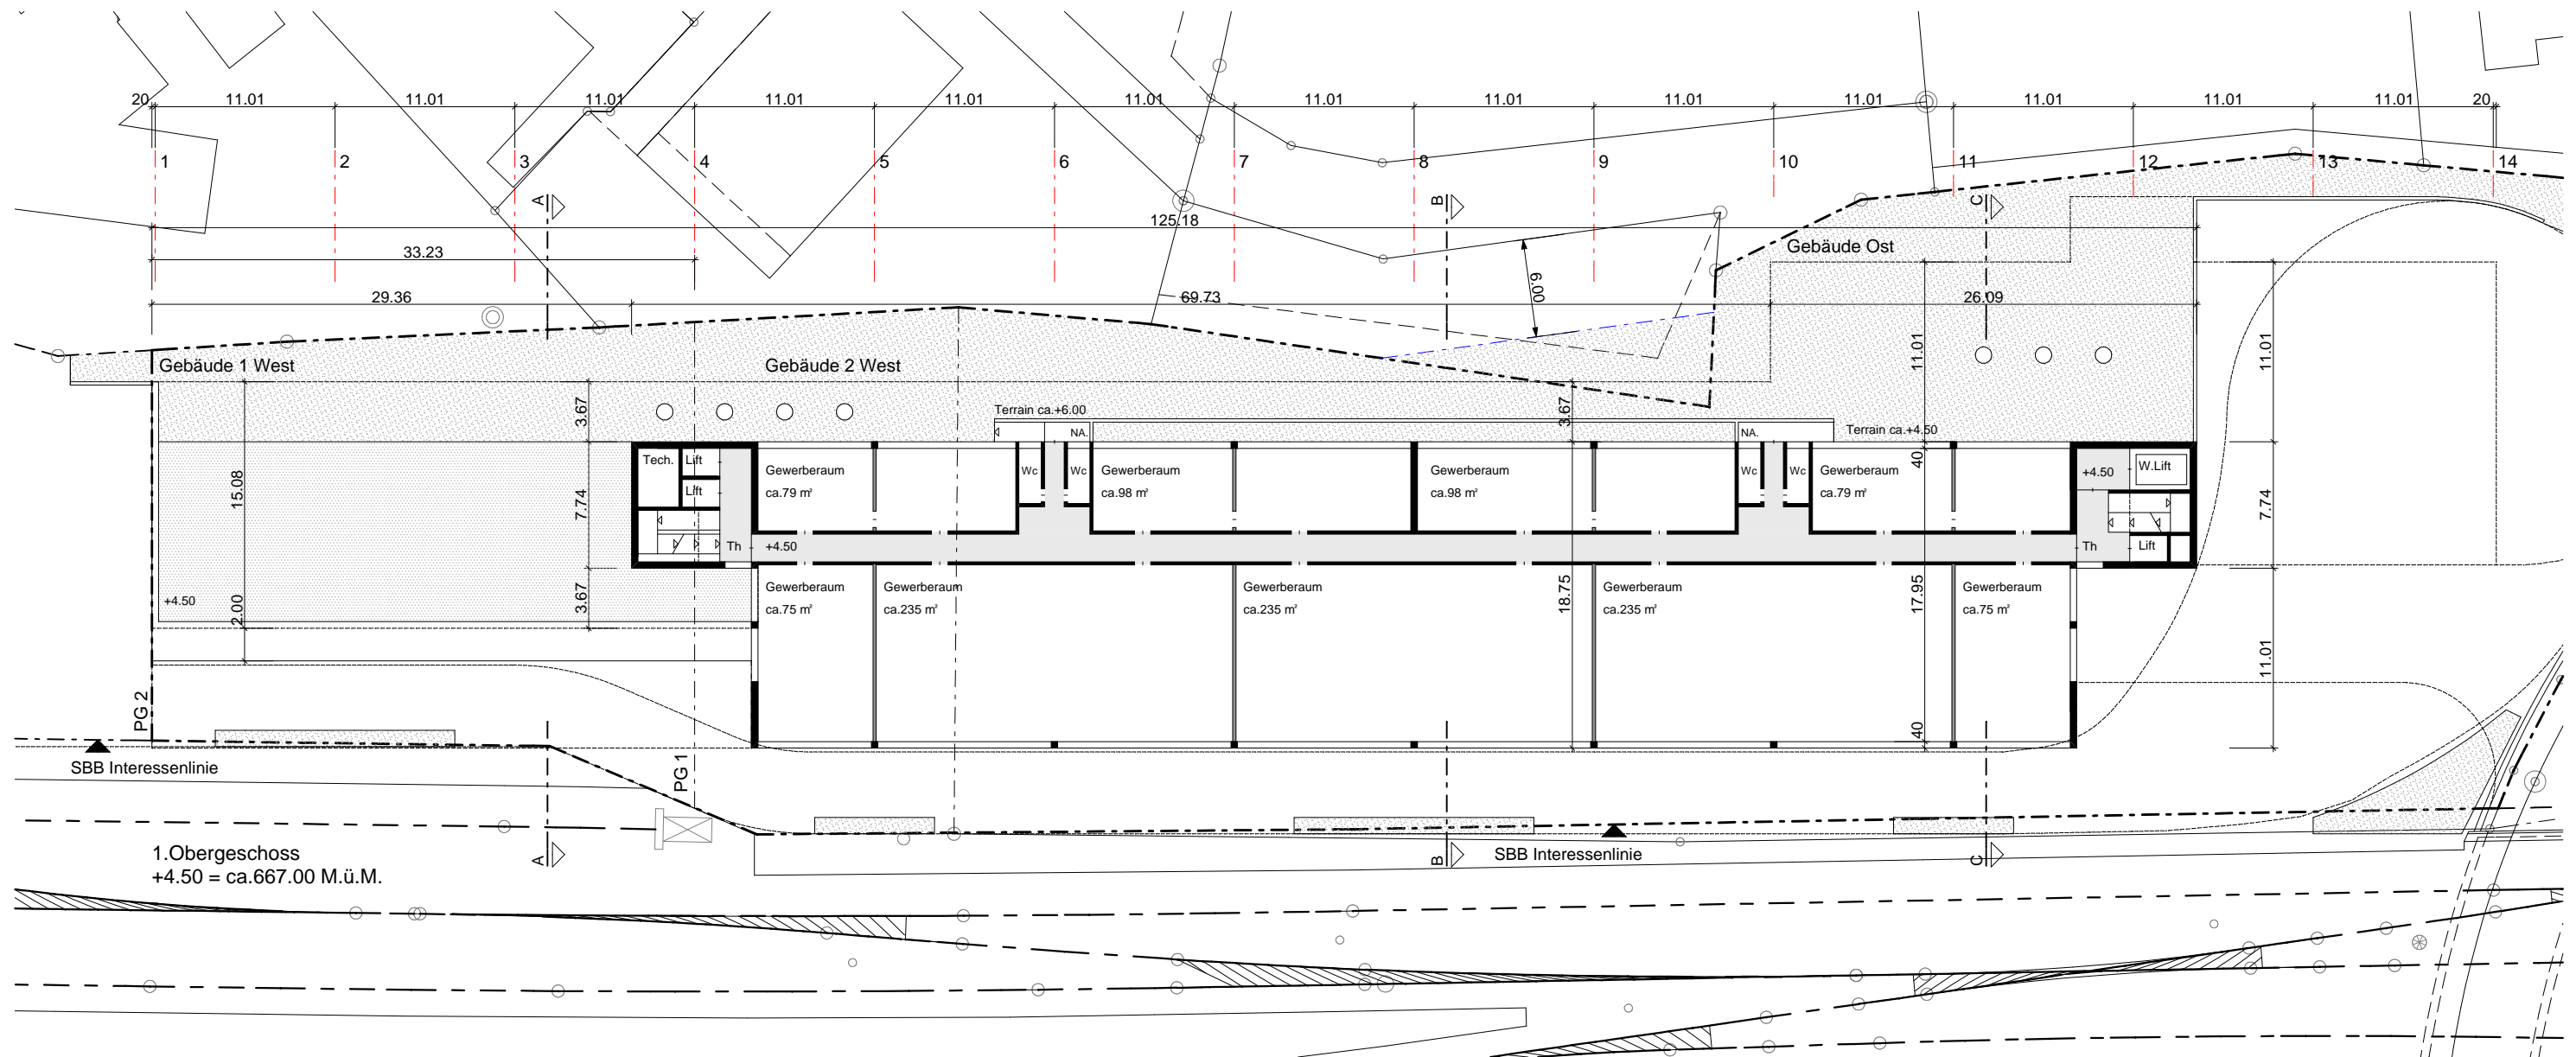 20 11.01 11.01 11.01 11.01 11.01 11.01 11.01 11.01 11.01 11.01 11.01 11.01 11.01 20
1 2 3 4 5 6 7 8 9 10 11 12 13 14
A B C
125.18
33.23
Gebäude Ost
29.36 69.73 26.09
6.00
11.01 11.01
Gebäude 1 West Gebäude 2 West
3.67 3.67
Terrain ca.+6.00
NA. NA.
Terrain ca.+4.50
40
Tech. Lift
Lift
Gewerberaum
ca.79 m²
Wc Wc
Gewerberaum
ca.98 m²
Gewerberaum
ca.98 m²
Wc Wc
Gewerberaum
ca.79 m²
+4.50 W.Lift
15.08 7.74 7.74
Th +4.50
Th Lift
+4.50
2.00 3.67
Gewerberaum
ca.75 m²
Gewerberaum
ca.235 m²
Gewerberaum
ca.235 m²
Gewerberaum
ca.235 m²
Gewerberaum
ca.75 m²
18.75 17.95 11.01
40
PG 2
PG 1
SBB Interessenlinie
SBB Interessenlinie
A B C
1.Obergeschoss
+4.50 = ca.667.00 M.ü.M.